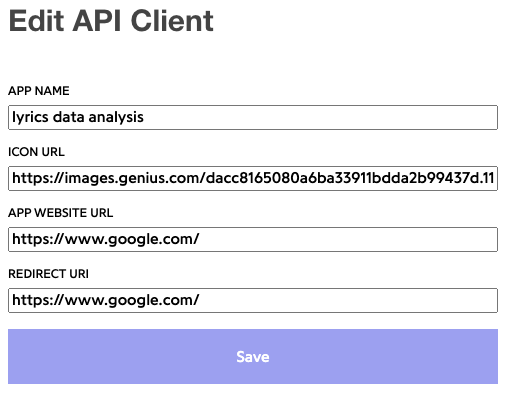 Edit API Client
APP NAME
lyrics data analysis
ICON URL
https://images.genius.com/dacc8165080a6ba33911bdda2b99437d.11
APP WEBSITE URL
https://www.google.com/
REDIRECT URI
https://www.google.com/
Save